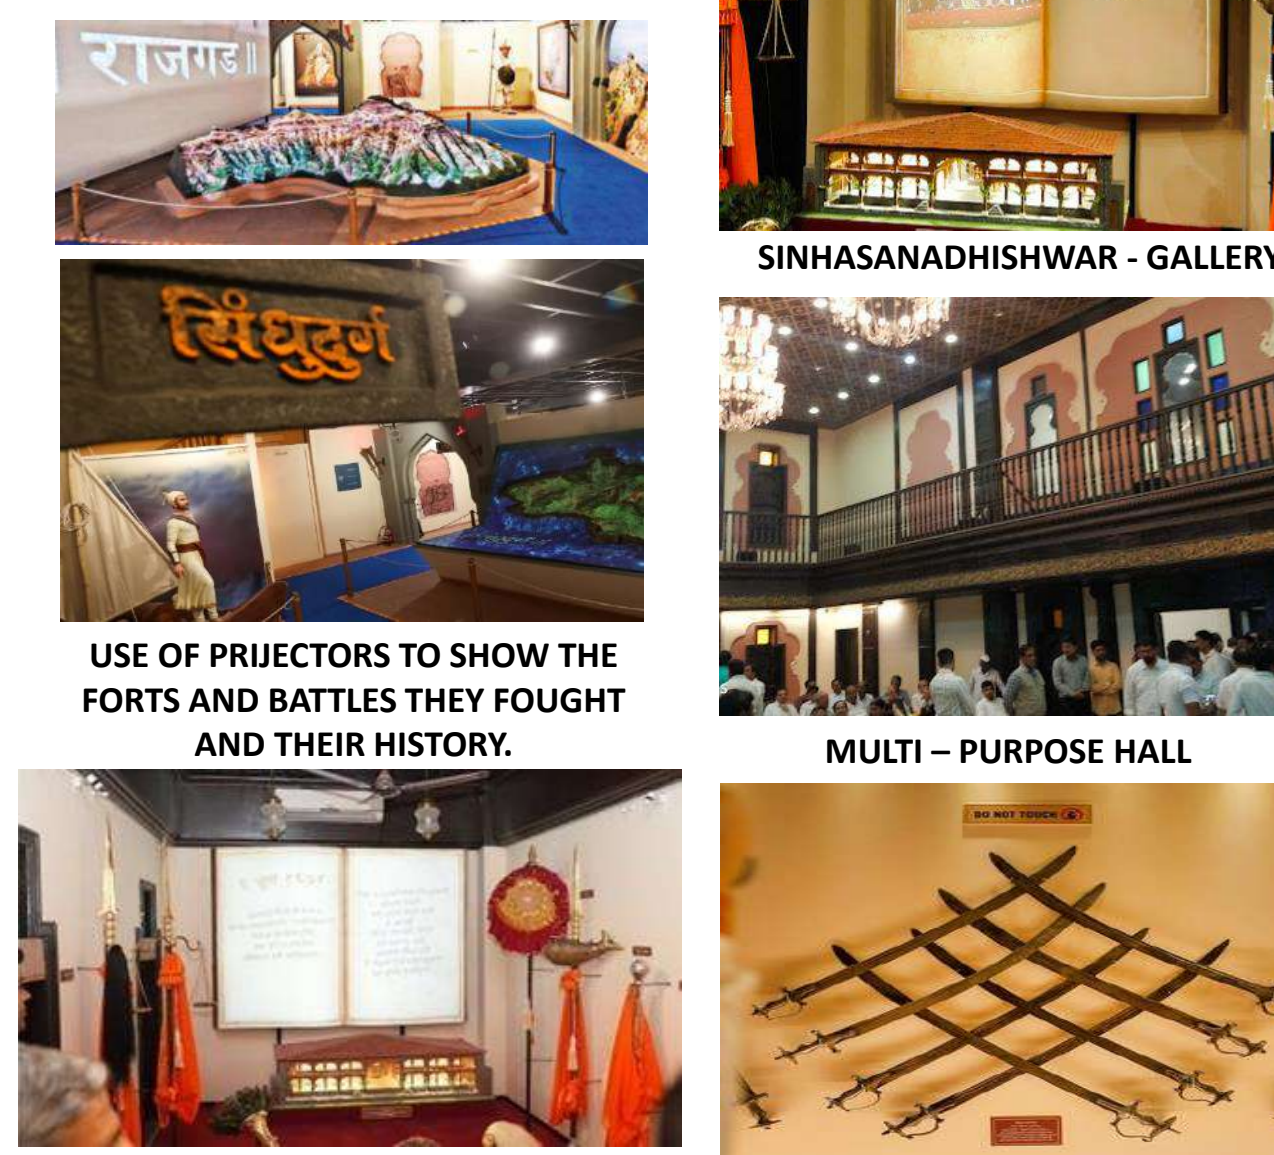 राजगड ॥
सिंधुदुर्ग
USE OF PRIJECTORS TO SHOW THE
FORTS AND BATTLES THEY FOUGHT
AND THEIR HISTORY.
SINHASANADHISHWAR - GALLERY
MULTI – PURPOSE HALL
DO NOT TOUCH